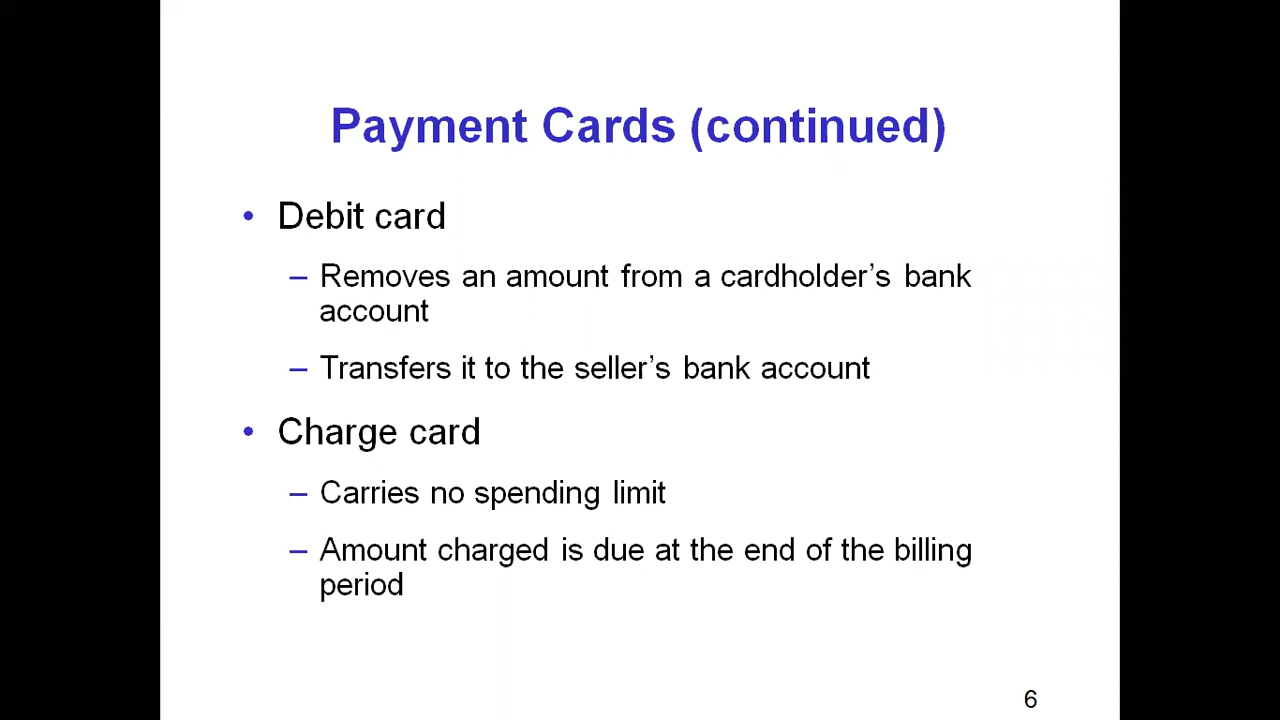 Payment Cards (continued)
• Debit card
– Removes an amount from a cardholder’s bank
account
– Transfers it to the seller’s bank account
• Charge card
– Carries no spending limit
– Amount charged is due at the end of the billing
period
6